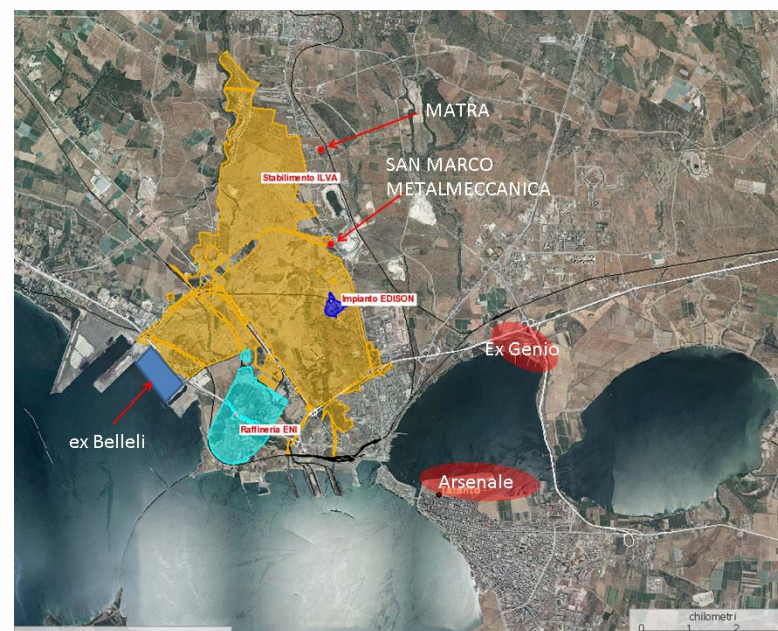 MATRA
SAN MARCO
METALMECCANICA
Stabilimento ILVA
Impianto EDISON
Ex Genio
ex Belleli
Raffineria ENI
Arsenale
Taranto
chilometri
0 1 2